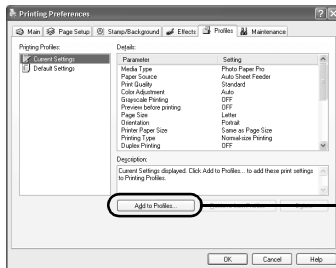 Printing Preferences
Main Page Setup Stamp/Background Effects Profiles Maintenance
Printing Profiles:
Current Settings
Default Settings
Details:
Parameter Setting
Media Type Photo Paper Pro
Paper Source Auto Sheet Feeder
Print Quality Standard
Color Adjustment Auto
Grayscale Printing OFF
Preview before printing OFF
Page Size Letter
Orientation Portrait
Printer Paper Size Same as Page Size
Printing Type Normal-size Printing
Duplex Printing OFF
Description:
Current Settings displayed. Click Add to Profiles... to add these print settings
to Printing Profiles.
Add to Profiles...
OK Cancel Help